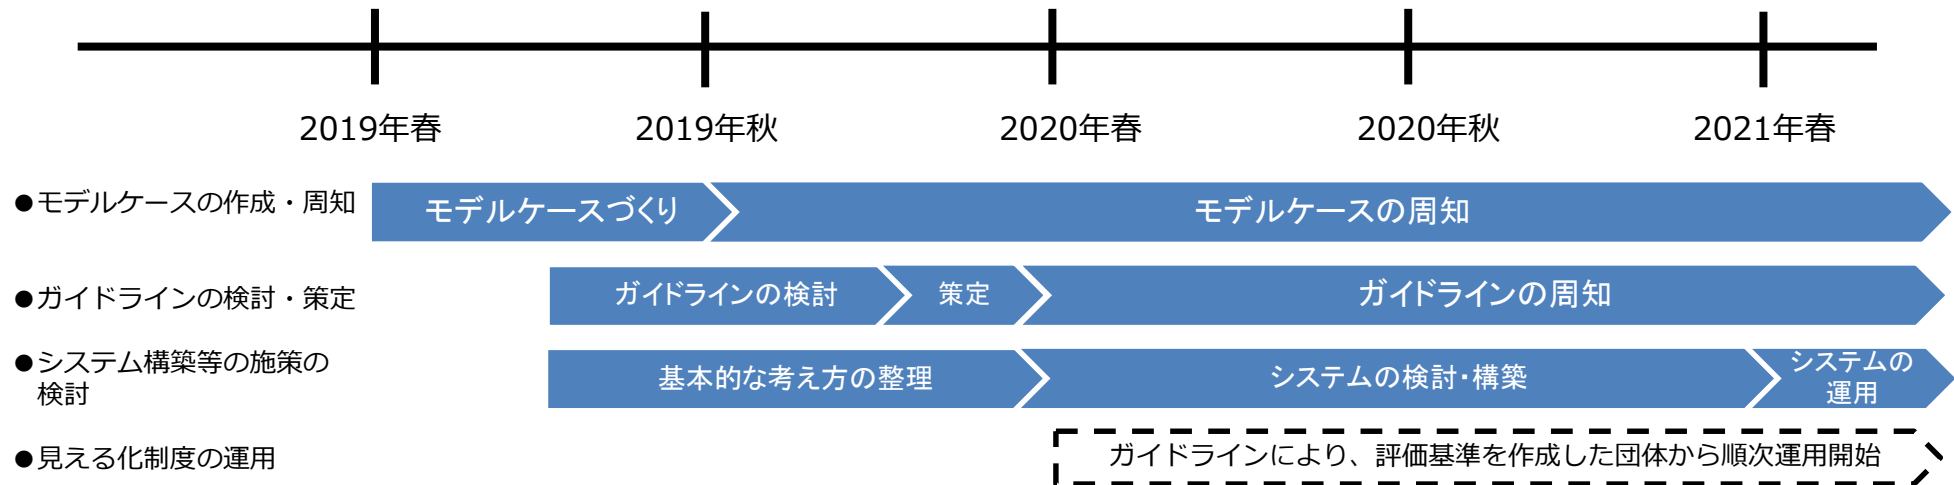 2019年春
2019年秋
2020年春
2020年秋
2021年春
●モデルケースの作成・周知
モデルケースづくり
モデルケースの周知
●ガイドラインの検討・策定
ガイドラインの検討
策定
ガイドラインの周知
●システム構築等の施策の
検討
基本的な考え方の整理
システムの検討・構築
システムの
運用
●見える化制度の運用
ガイドラインにより、評価基準を作成した団体から順次運用開始